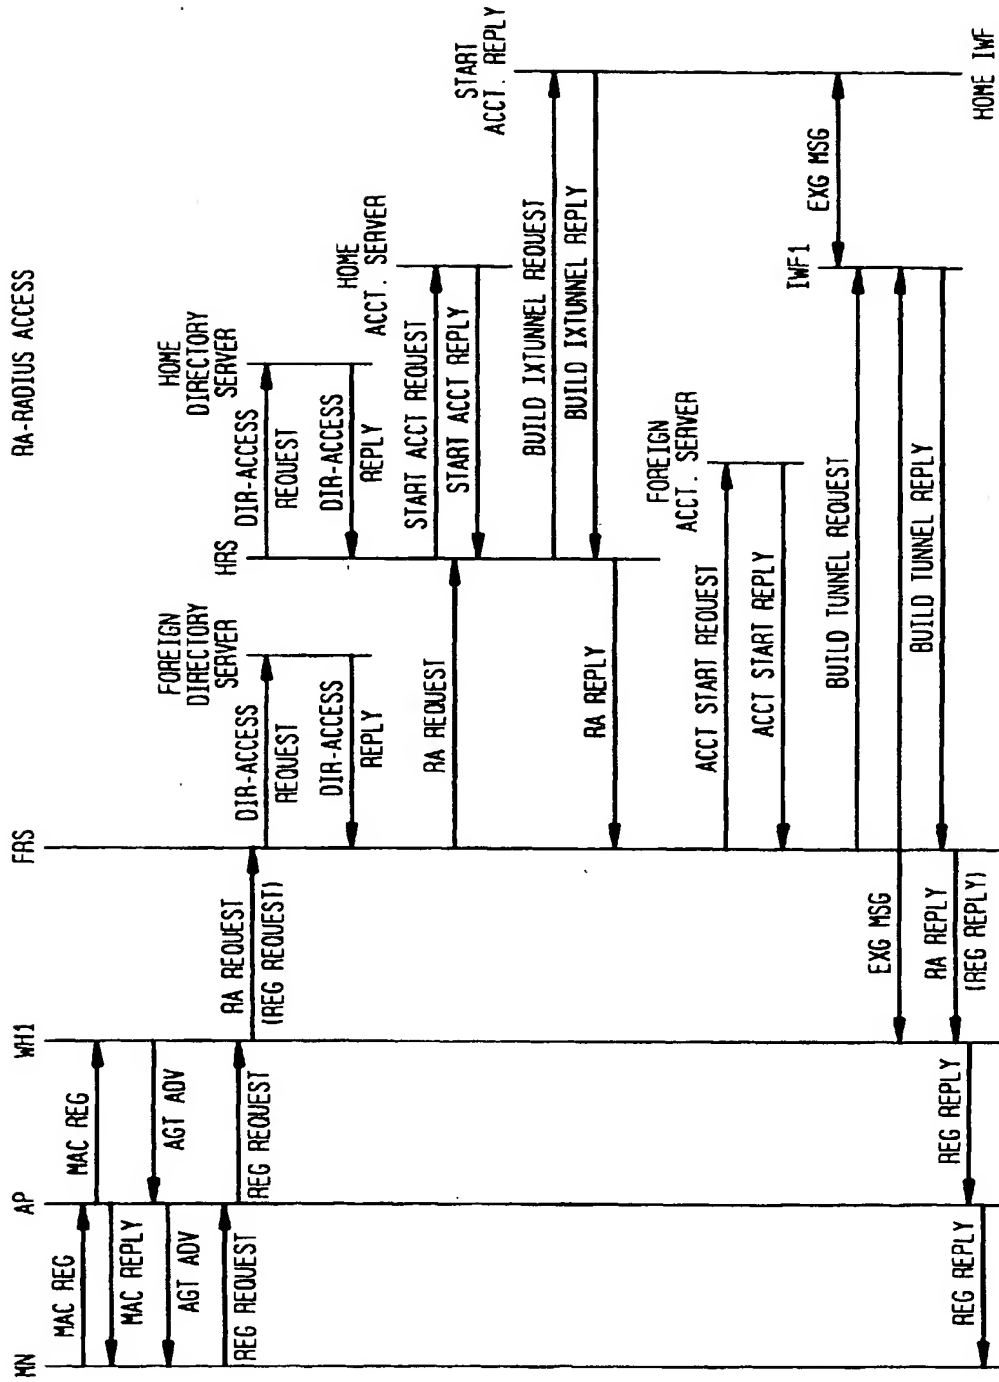 RA-RADIUS ACCESS
MN
AP
WH1
FRS
FOREIGN
DIRECTORY
SERVER
HRS
HOME
DIRECTORY
SERVER
HOME
ACCT. SERVER
START
ACCT. REPLY
MAC REG
MAC REG
MAC REPLY
AGT ADV
AGT ADV
REG REQUEST
REG REQUEST
RA REQUEST
(REG REQUEST)
DIR-ACCESS
REQUEST
DIR-ACCESS
REPLY
DIR-ACCESS
REQUEST
DIR-ACCESS
REPLY
START ACCT REQUEST
START ACCT REPLY
RA REQUEST
BUILD IXTUNNEL REQUEST
BUILD IXTUNNEL REPLY
RA REPLY
FOREIGN
ACCT. SERVER
ACCT START REQUEST
ACCT START REPLY
IWF1
EXG MSG
BUILD TUNNEL REQUEST
EXG MSG
BUILD TUNNEL REPLY
RA REPLY
(REG REPLY)
REG REPLY
REG REPLY
HOME IWF